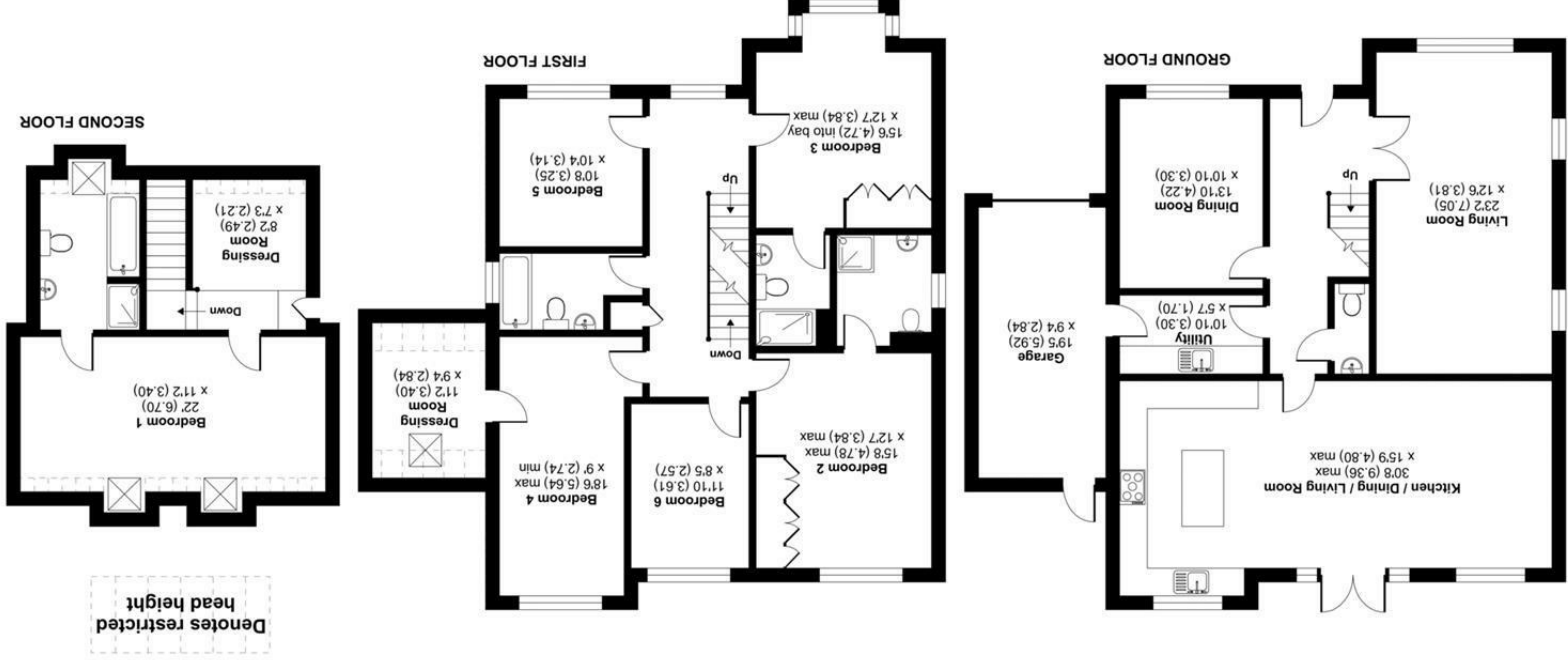 Denotes restricted
head height
Kitchen / Dining / Living Room
30'8 (9.36) max
x 15'9 (4.80) max
Utility
10'10 (3.30)
x 5'7 (1.70)
Garage
19'5 (5.92)
x 9'4 (2.84)
Living Room
23'2 (7.05)
x 12'6 (3.81)
Up
Dining Room
13'10 (4.22)
x 10'10 (3.30)
GROUND FLOOR
Bedroom 2
15'8 (4.78) max
x 12'7 (3.84) max
Bedroom 6
11'10 (3.61)
x 8'5 (2.57)
Bedroom 4
18'6 (5.64) max
x 9' (2.74) min
Dressing
Room
11'2 (3.40)
x 9'4 (2.84)
Down
Up
Bedroom 3
15'6 (4.72) into bay
x 12'7 (3.84) max
Bedroom 5
10'8 (3.25)
x 10'4 (3.14)
FIRST FLOOR
Bedroom 1
22' (6.70)
x 11'2 (3.40)
Down
Dressing
Room
8'2 (2.49)
x 7'3 (2.21)
SECOND FLOOR